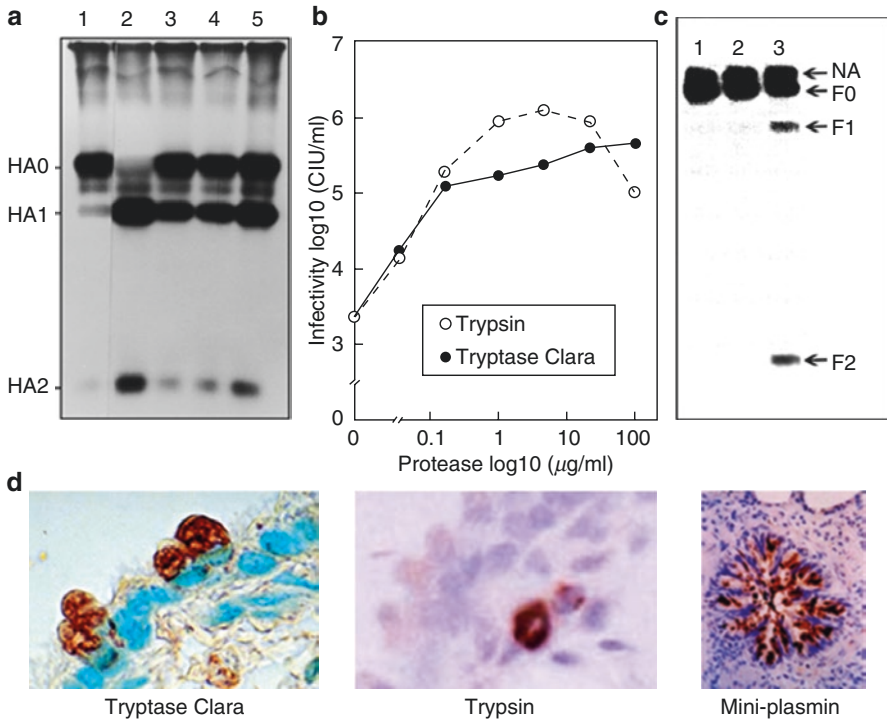 a
1 2 3 4 5
HA0
HA1
HA2
b
7
6
5
4
3
0
Infectivity log10 (CIU/ml)
Trypsin
Tryptase Clara
0 0.1 1 10 100
Protease log10 (μg/ml)
c
1 2 3
NA
F0
F1
F2
d
Tryptase Clara
Trypsin
Mini-plasmin